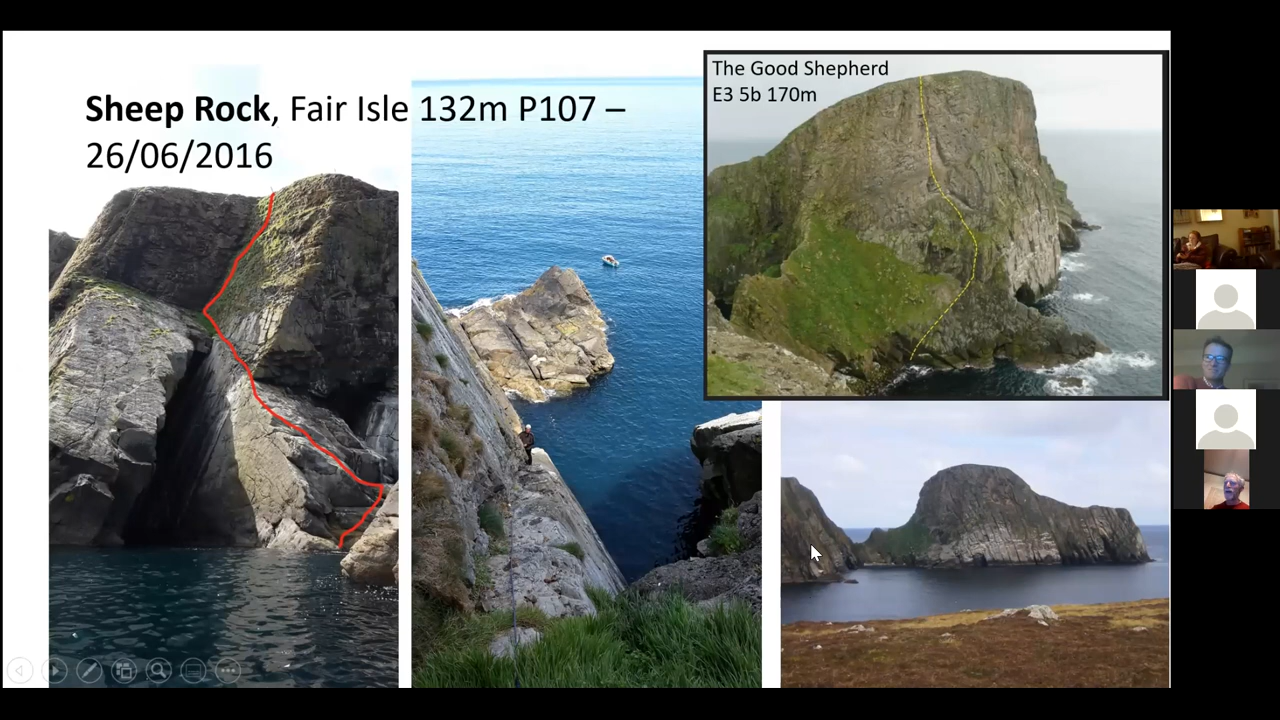 Sheep Rock, Fair Isle 132m P107 –
26/06/2016
The Good Shepherd
E3 5b 170m